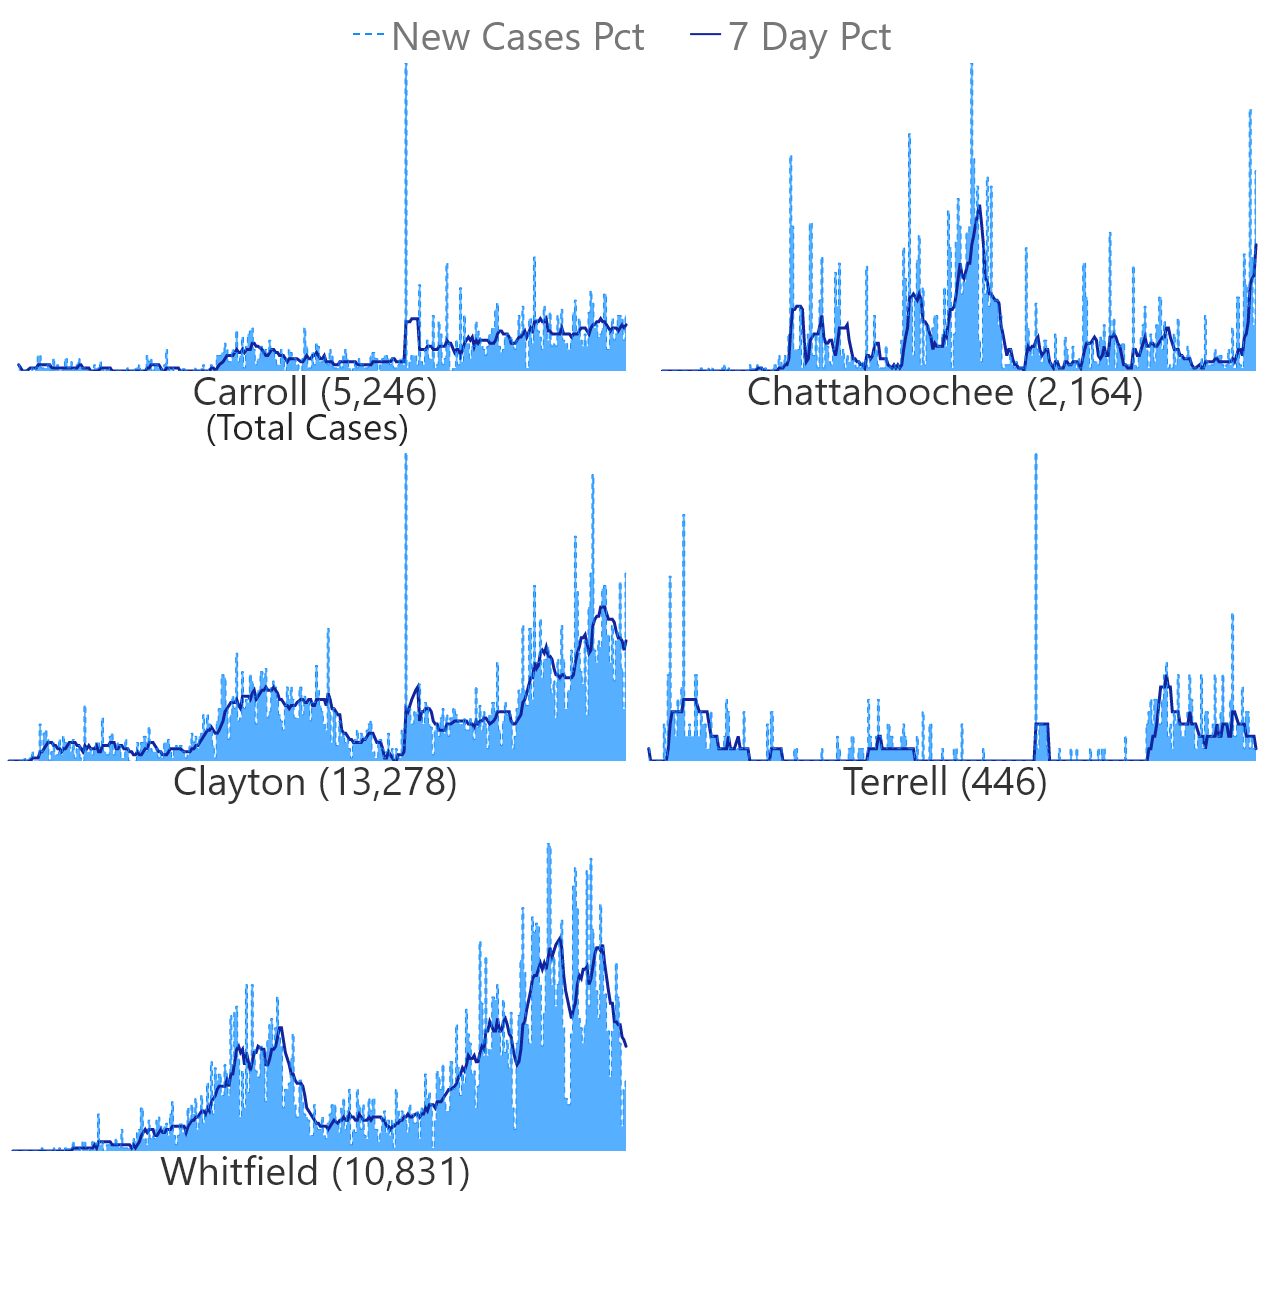 New Cases Pct 7 Day Pct
Carroll (5,246)
(Total Cases)
Chattahoochee (2,164)
Clayton (13,278)
Terrell (446)
Whitfield (10,831)